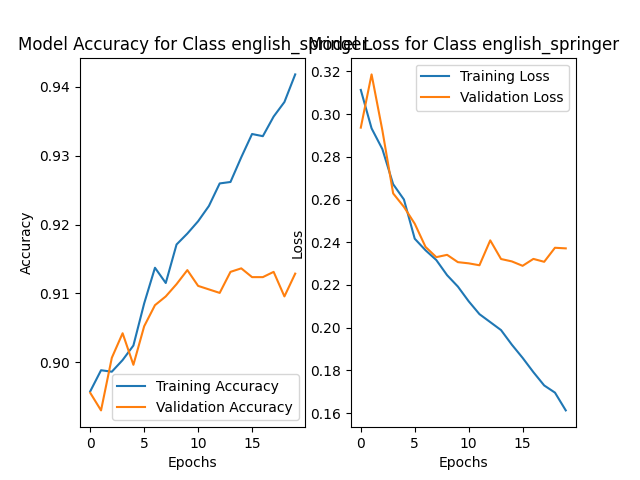 Model Accuracy for Class english_springer
0.94
0.93
0.92
0.91
0.90
Accuracy
Training Accuracy
Validation Accuracy
0 5 10 15
Epochs
Model Loss for Class english_springer
0.32
0.30
0.28
0.26
0.24
0.22
0.20
0.18
0.16
Loss
Training Loss
Validation Loss
0 5 10 15
Epochs